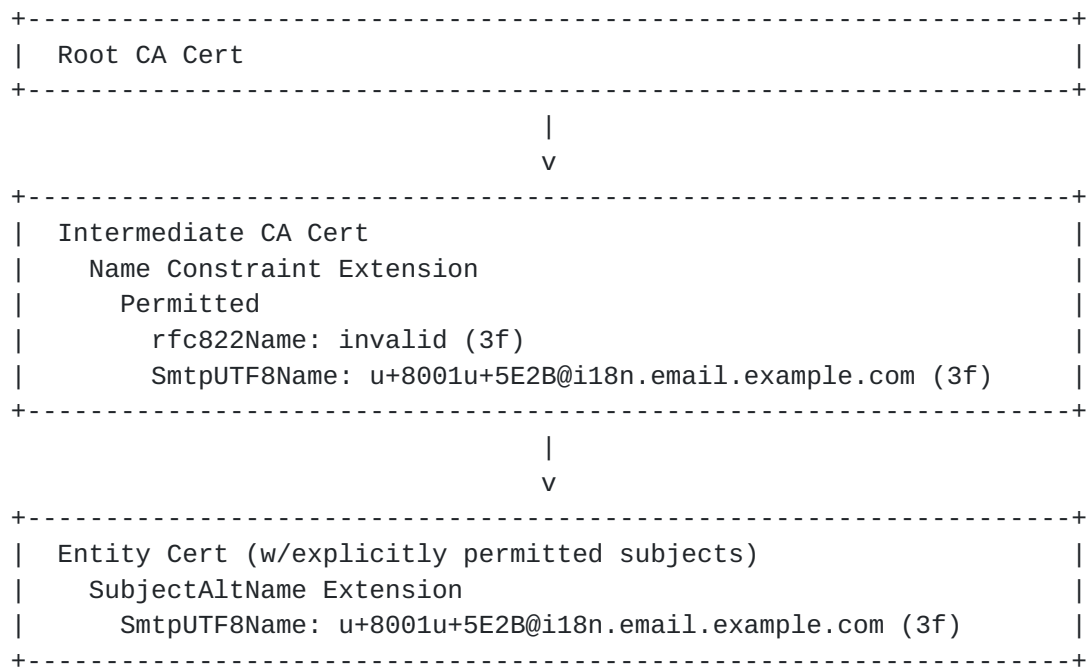 +-------------------------------------------------------------------+
|  Root CA Cert                                                     |
+-------------------------------------------------------------------+
                                  |
                                  v
+-------------------------------------------------------------------+
|  Intermediate CA Cert                                             |
|    Name Constraint Extension                                      |
|      Permitted                                                    |
|        rfc822Name: invalid (3f)                                   |
|        SmtpUTF8Name: u+8001u+5E2B@i18n.email.example.com (3f)     |
+-------------------------------------------------------------------+
                                  |
                                  v
+-------------------------------------------------------------------+
|  Entity Cert (w/explicitly permitted subjects)                    |
|    SubjectAltName Extension                                       |
|      SmtpUTF8Name: u+8001u+5E2B@i18n.email.example.com (3f)       |
+-------------------------------------------------------------------+